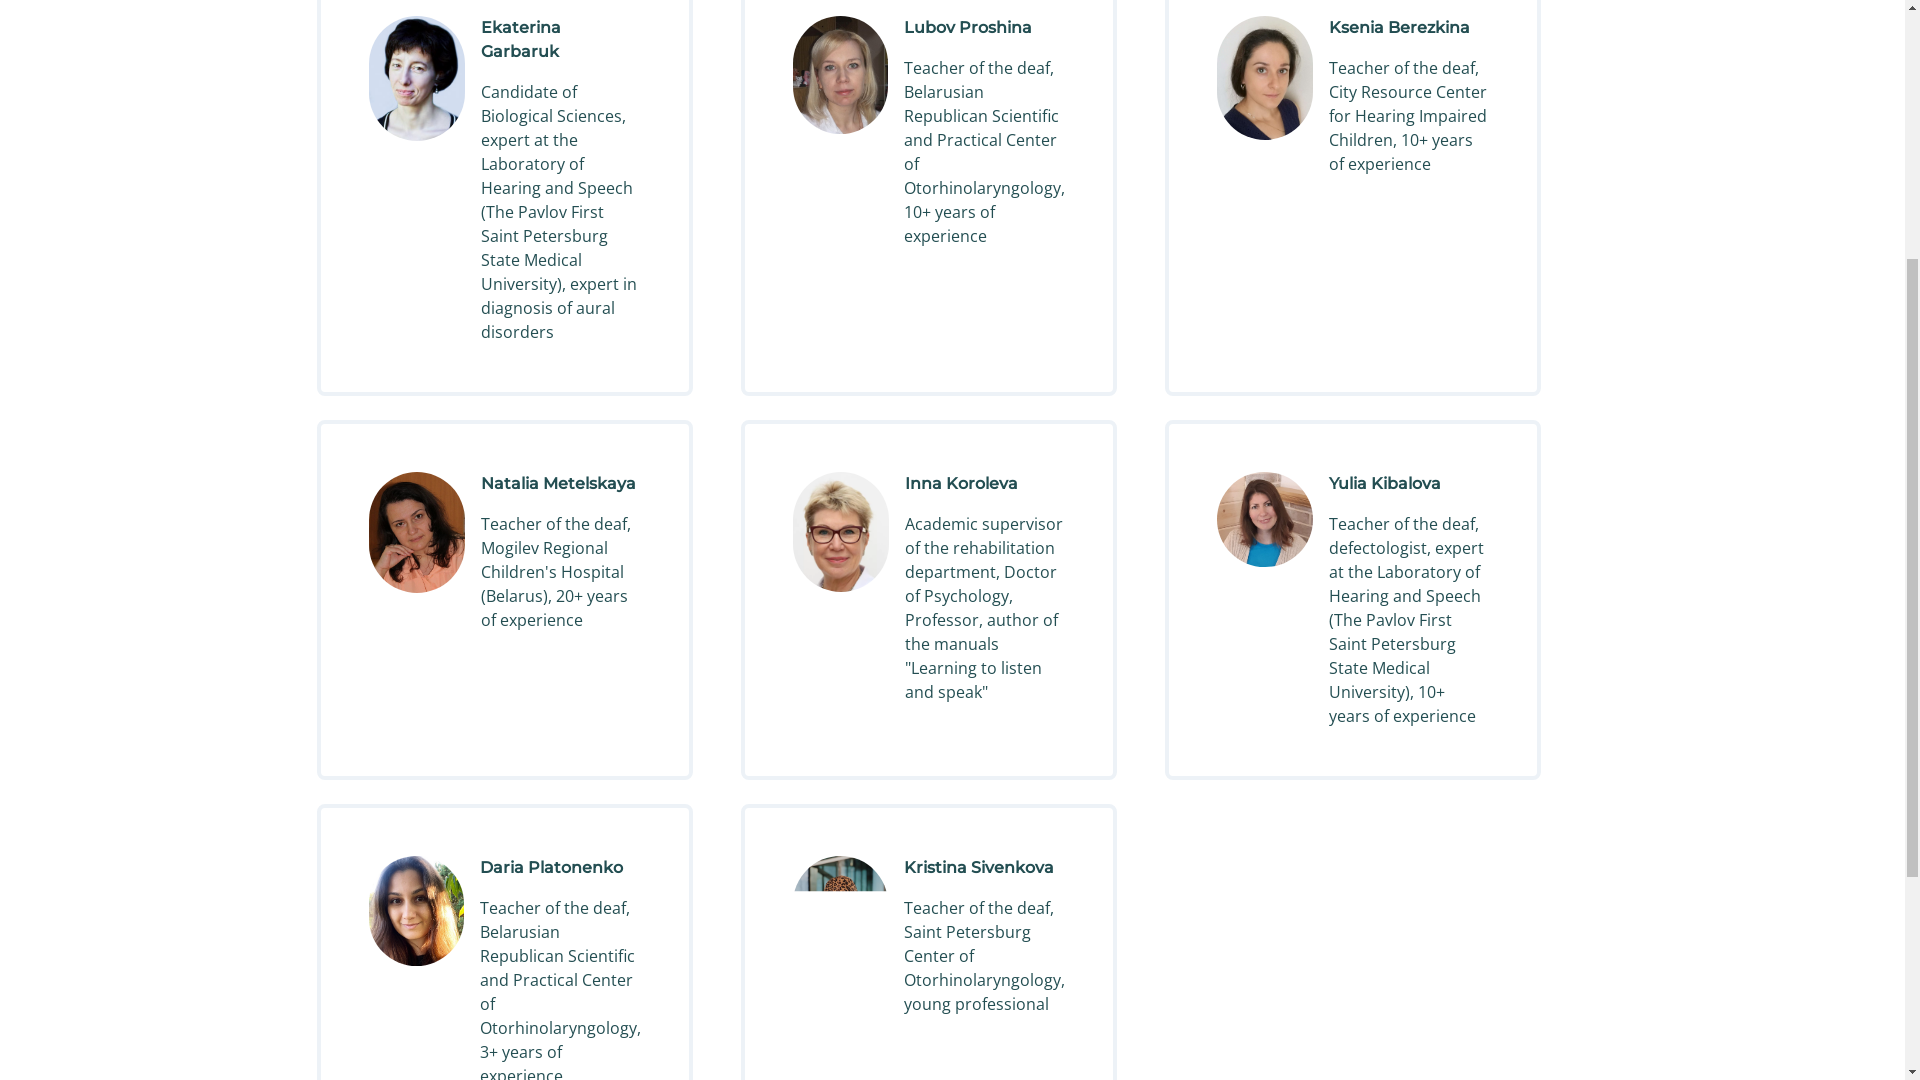 Ekaterina
Garbaruk
Candidate of
Biological Sciences,
expert at the
Laboratory of
Hearing and Speech
(The Pavlov First
Saint Petersburg
State Medical
University), expert in
diagnosis of aural
disorders
Lubov Proshina
Teacher of the deaf,
Belarusian
Republican Scientific
and Practical Center
of
Otorhinolaryngology,
10+ years of
experience
Ksenia Berezkina
Teacher of the deaf,
City Resource Center
for Hearing Impaired
Children, 10+ years
of experience
Natalia Metelskaya
Teacher of the deaf,
Mogilev Regional
Children's Hospital
(Belarus), 20+ years
of experience
Inna Koroleva
Academic supervisor
of the rehabilitation
department, Doctor
of Psychology,
Professor, author of
the manuals
"Learning to listen
and speak"
Yulia Kibalova
Teacher of the deaf,
defectologist, expert
at the Laboratory of
Hearing and Speech
(The Pavlov First
Saint Petersburg
State Medical
University), 10+
years of experience
Daria Platonenko
Teacher of the deaf,
Belarusian
Republican Scientific
and Practical Center
of
Otorhinolaryngology,
3+ years of
experience
Kristina Sivenkova
Teacher of the deaf,
Saint Petersburg
Center of
Otorhinolaryngology,
young professional